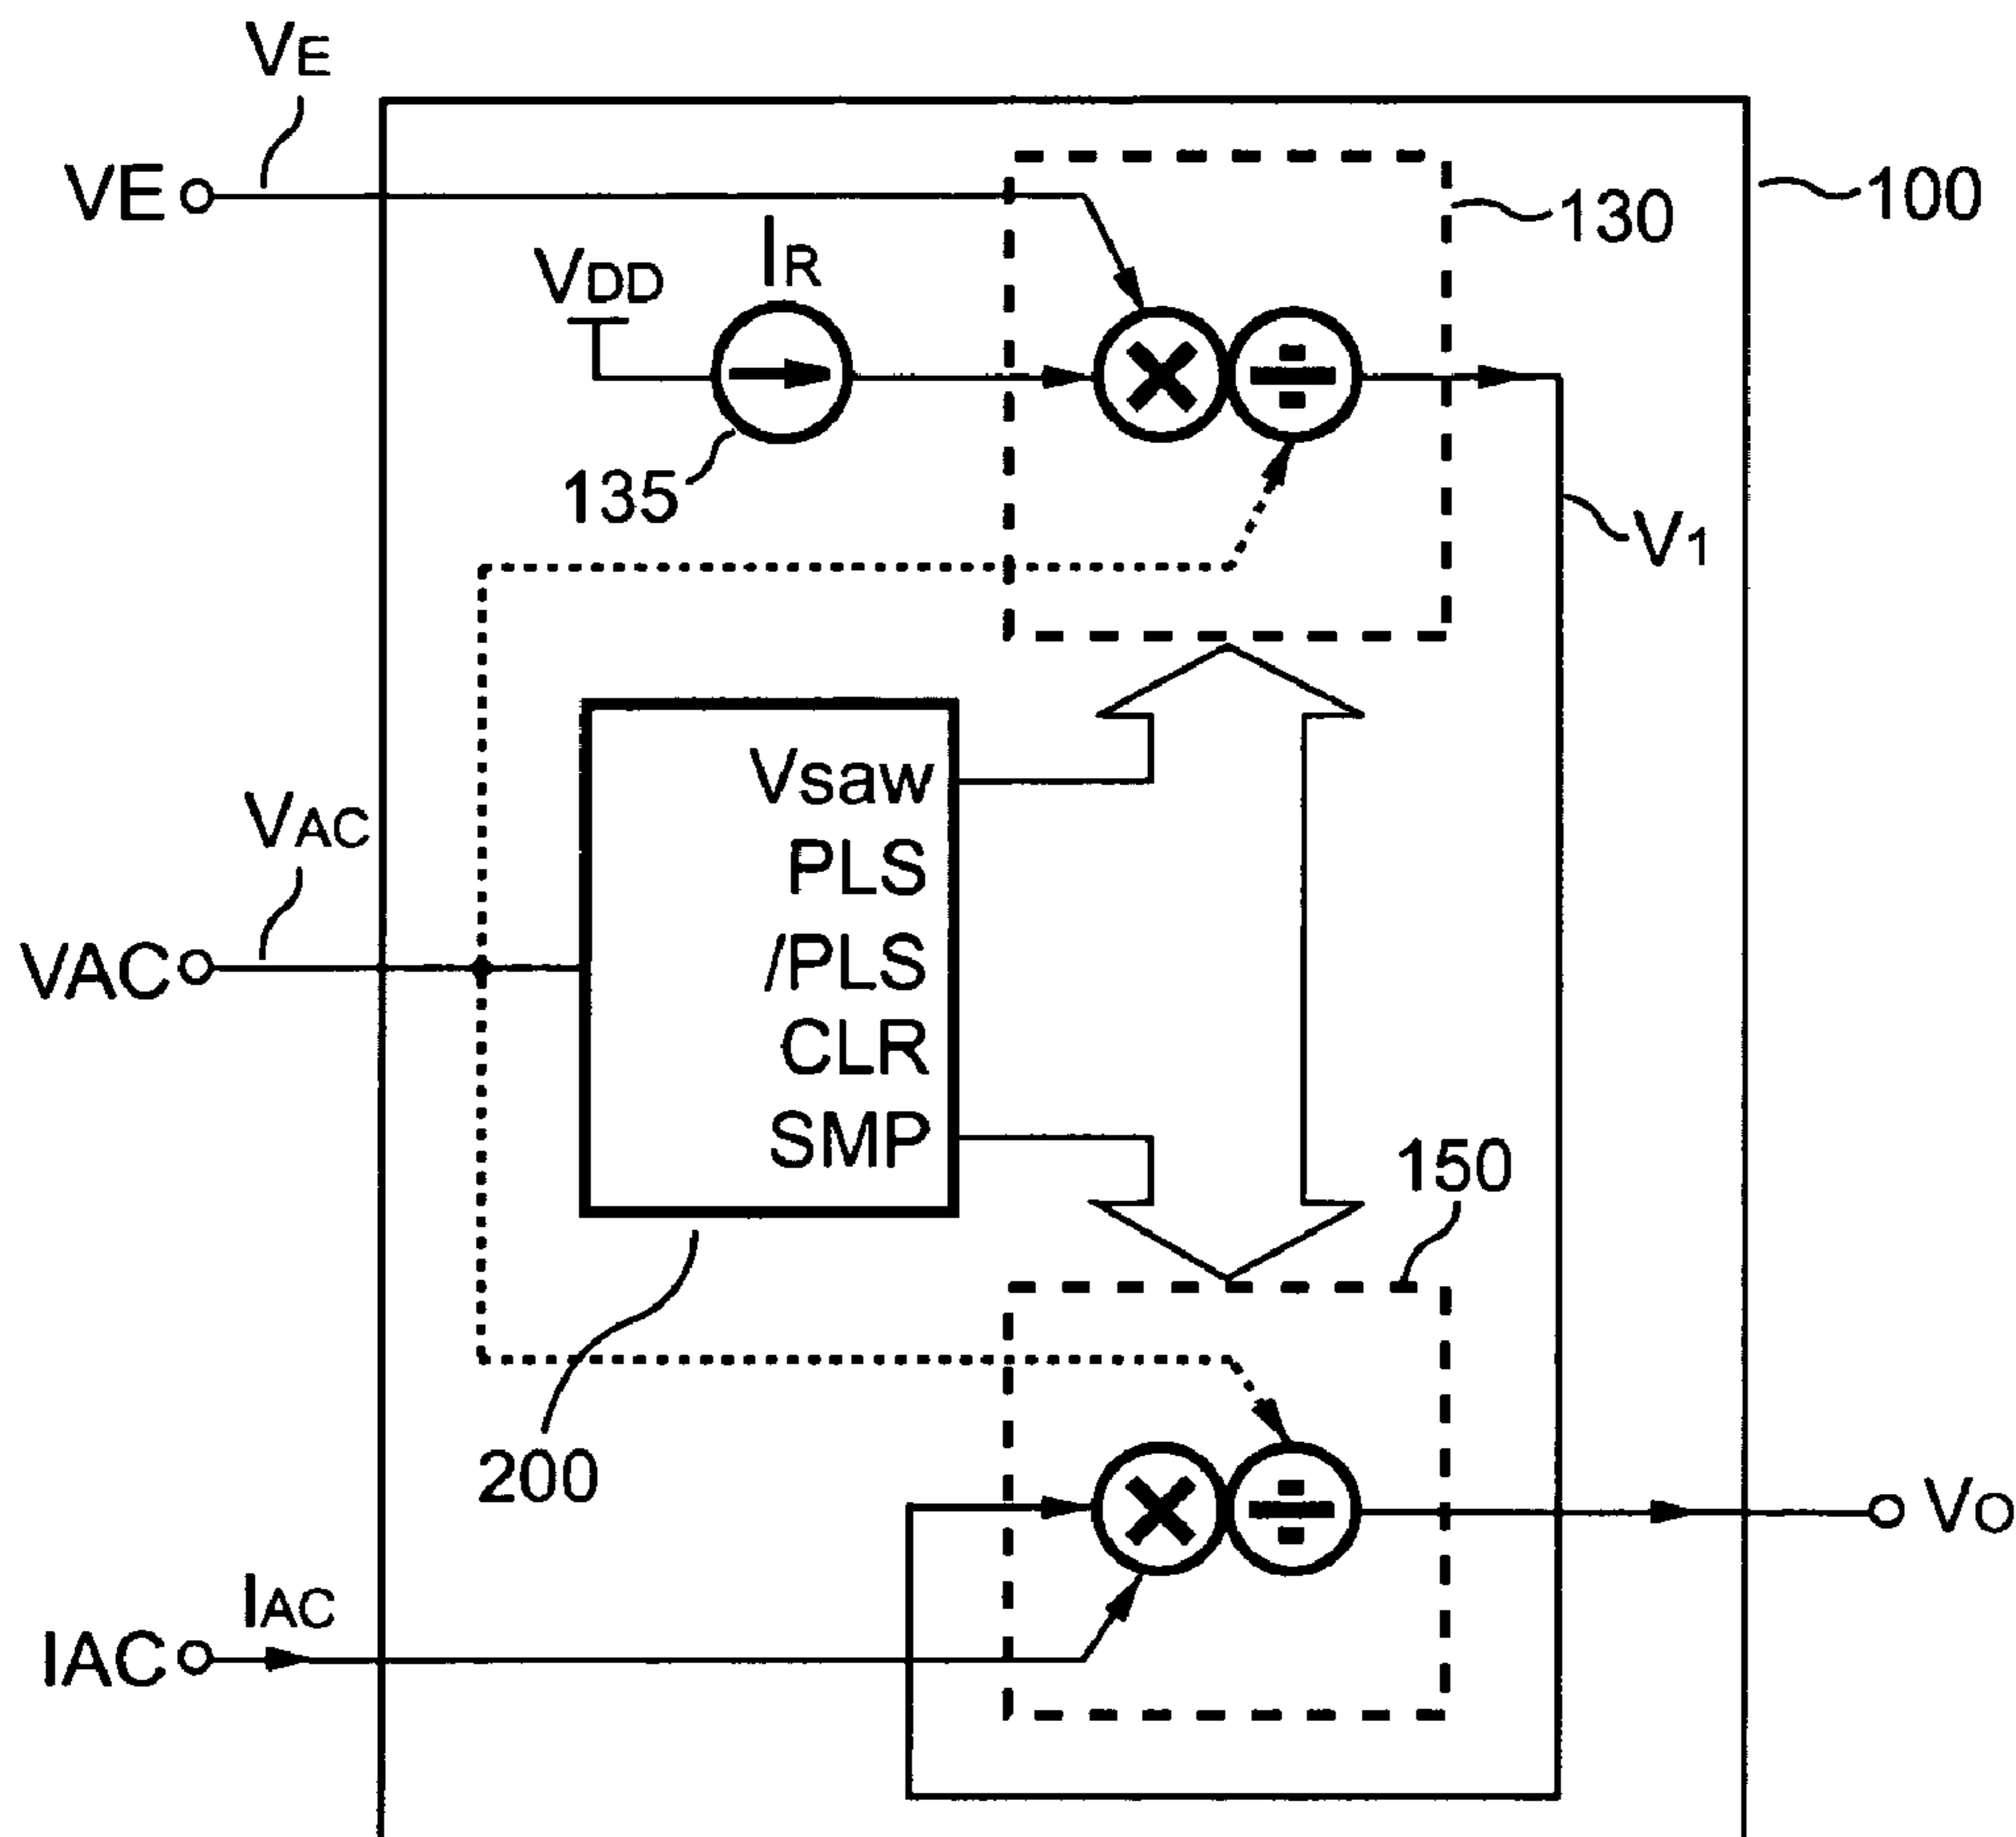 VE
VE
100
130
IR
VDD
135
V1
Vsaw
PLS
/PLS
CLR
SMP
VAC
VAC
150
200
VO
IAC
IAC